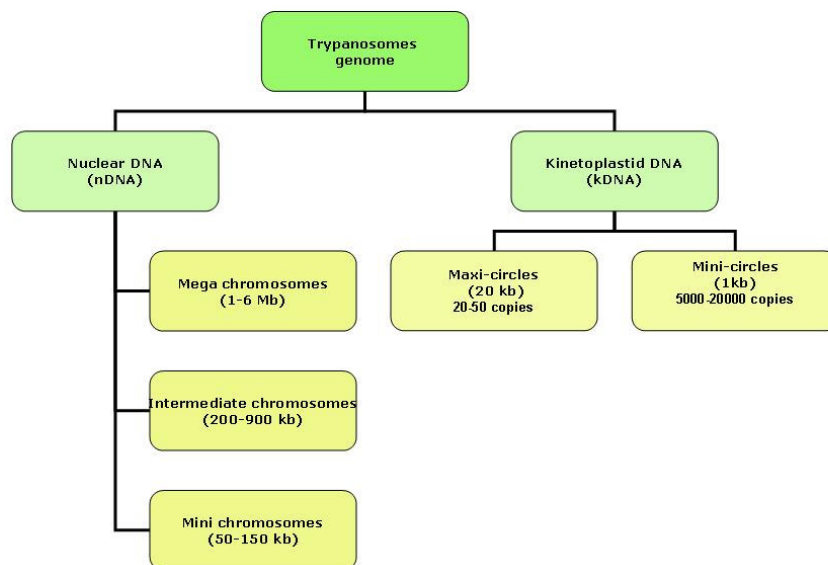 Trypanosomes
genome
Nuclear DNA
(nDNA)
Kinetoplastid DNA
(kDNA)
Mega chromosomes
(1-6 Mb)
Intermediate chromosomes
(200-900 kb)
Mini chromosomes
(50-150 kb)
Maxi-circles
(20 kb)
20-50 copies
Mini-circles
(1kb)
5000-20000 copies